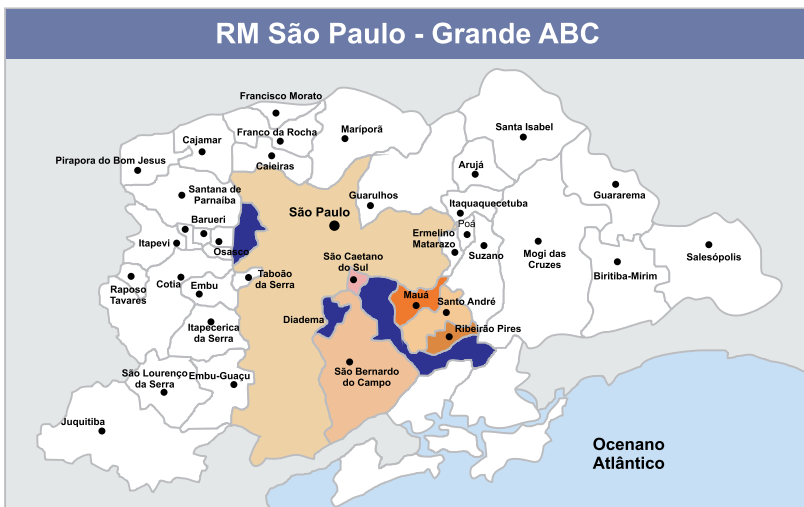 RM São Paulo - Grande ABC
Francisco Morato
Franco da Rocha
Mariporã
Santa Isabel
Cajamar
Caieiras
Pirapora do Bom Jesus
Arujá
Santana de
Parnaíba
Guarulhos
Guararema
Itaquaquecetuba
São Paulo
Barueri
Poá
Ermelino
Matarazo
Itapevi
Osasco
Suzano
Mogi das
Cruzes
Salesópolis
São Caetano
do Sul
Biritiba-Mirim
Taboão
da Serra
Raposo
Tavares
Cotia
Embu
Mauá
Santo André
Diadema
Ribeirão Pires
Itapecerica
da Serra
São Lourenço
da Serra
Embu-Guaçu
São Bernardo
do Campo
Juquitiba
Ocenano
Atlântico